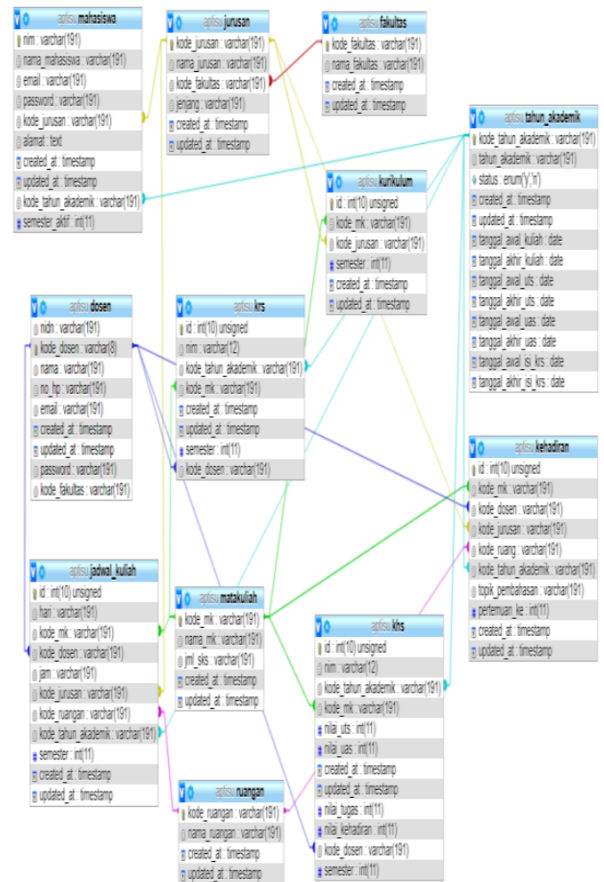 aptisu mahasiswa
nim : varchar(191)
nama_mahasiswa : varchar(191)
email : varchar(191)
password : varchar(191)
kode_jurusan : varchar(191)
alamat : text
created_at : timestamp
updated_at : timestamp
kode_tahun_akademik : varchar(191)
semester_aktif : int(11)
aptisu jurusan
kode_jurusan : varchar(191)
nama_jurusan : varchar(191)
kode_fakultas : varchar(191)
jenjang : varchar(191)
created_at : timestamp
updated_at : timestamp
aptisu fakultas
kode_fakultas : varchar(191)
nama_fakultas : varchar(191)
created_at : timestamp
updated_at : timestamp
aptisu tahun_akademik
kode_tahun_akademik : varchar(191)
tahun_akademik : varchar(191)
status : enum('y','n')
created_at : timestamp
updated_at : timestamp
tanggal_awal_kuliah : date
tanggal_akhir_kuliah : date
tanggal_awal_uts : date
tanggal_akhir_uts : date
tanggal_awal_uas : date
tanggal_akhir_uas : date
tanggal_awal_isi_krs : date
tanggal_akhir_isi_krs : date
aptisu kurikulum
id : int(10) unsigned
kode_mk : varchar(191)
kode_jurusan : varchar(191)
semester : int(11)
created_at : timestamp
updated_at : timestamp
aptisu dosen
nidn : varchar(191)
kode_dosen : varchar(8)
nama : varchar(191)
no_hp : varchar(191)
email : varchar(191)
created_at : timestamp
updated_at : timestamp
password : varchar(191)
kode_fakultas : varchar(191)
aptisu krs
id : int(10) unsigned
nim : varchar(12)
kode_tahun_akademik : varchar(191)
kode_mk : varchar(191)
created_at : timestamp
updated_at : timestamp
semester : int(11)
kode_dosen : varchar(191)
aptisu kehadiran
id : int(10) unsigned
kode_mk : varchar(191)
kode_dosen : varchar(191)
kode_jurusan : varchar(191)
kode_ruang : varchar(191)
kode_tahun_akademik : varchar(191)
topik_pembahasan : varchar(191)
pertemuan_ke : int(11)
created_at : timestamp
updated_at : timestamp
aptisu jadwal_kuliah
id : int(10) unsigned
hari : varchar(191)
kode_mk : varchar(191)
kode_dosen : varchar(191)
jam : varchar(191)
kode_jurusan : varchar(191)
kode_ruangan : varchar(191)
kode_tahun_akademik : varchar(191)
semester : int(11)
created_at : timestamp
updated_at : timestamp
aptisu matakuliah
kode_mk : varchar(191)
nama_mk : varchar(191)
jml_sks : varchar(191)
created_at : timestamp
updated_at : timestamp
aptisu khs
id : int(10) unsigned
nim : varchar(12)
kode_tahun_akademik : varchar(191)
kode_mk : varchar(191)
nilai_uts : int(11)
nilai_uas : int(11)
created_at : timestamp
updated_at : timestamp
nilai_tugas : int(11)
nilai_kehadiran : int(11)
kode_dosen : varchar(191)
semester : int(11)
aptisu ruangan
kode_ruangan : varchar(191)
nama_ruangan : varchar(191)
created_at : timestamp
updated_at : timestamp